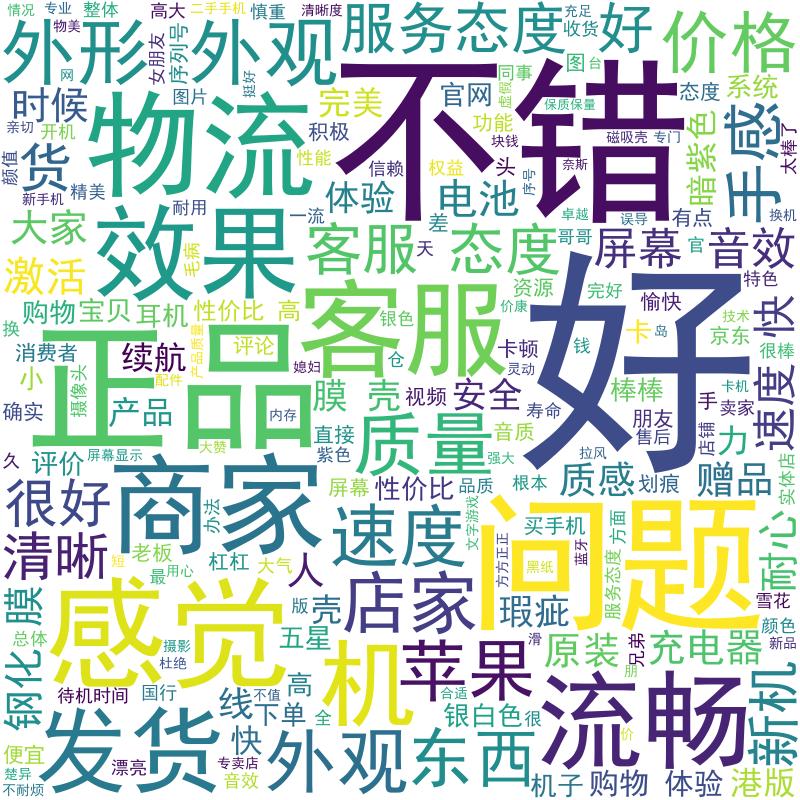 情况
专业
整体
高大
二手手机
慎重
清晰度
服务态度
好
充足
收货
价格
物美
外形
外观
女朋友
序列号
图
台
网
图片
挺好
不错
虚假
司事
态度
系统
时候
完美
官网
保质保量
亲切
开机
物流
积极
功能
块钱
磁吸壳
专门
手感
太棒了
颜值
货
性能
信赖
权益
头
奈斯
暗紫色
新手机
精美
体验
电池
序号
卓越
误导
有点
换机
大家
耐用
效果
一流
差
哥哥
官
毛病
客服
态度
天
屏幕
音效
激活
资源
价廉
完好
愉快
特色
购物
宝贝
耳机
性价比
高
客服
好
快
换
正品
银色
卡
岛
京东
技术
消费者
产品质量
评论
仓
卡顿
钱
很棒
续航
媳妇
灵动
小
摄像头
配件
膜
壳
视频
安全
棒棒
手
卡机
速度
确实
产品
内存
寿命
朋友
卖家
直接
质量
音质
售后
店铺
力
久
评价
屏幕显示
大赞
紫色
强大
拉风
很好
商家
办法
屏幕
性价比
品质
根本
质感
划痕
赠品
实体店
速度
文字游戏
问题
买手机
方面
耐心
清晰
短
老板
杠杠
大气
人
方方正正
黑纸
蓝牙
服务态度
最
用心
感觉
店家
瑕疵
雪花
膜
版
壳
机
苹果
滑
兄弟
颜色
总体
摄影
五星
原装
充电器
新品
钢化
杜绝
朋
流畅
新机
待机时间
国行
线
高
不值
合适
下单
全
银白色
很
便宜
发货
快
外观
东西
价
楚异
漂亮
专卖店
不耐烦
音效
机子
购物
体验
港版